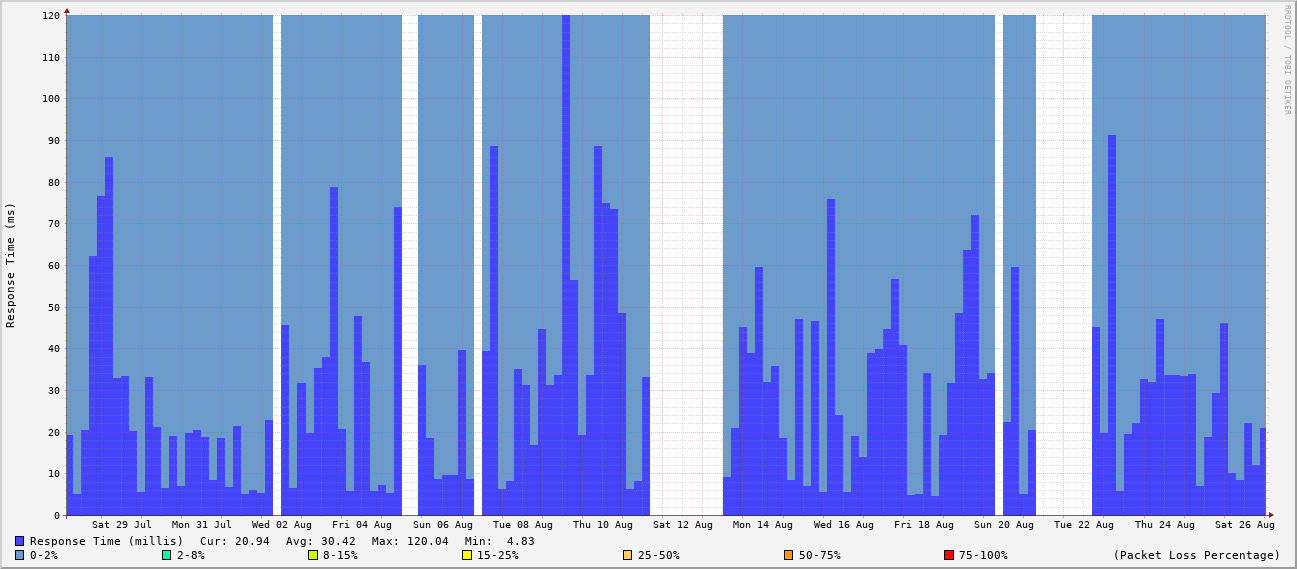 120
110
100
90
80
70
60
50
40
30
20
10
0
Response Time (ms)
RRDTOOL / TOBI OETIKER
Sat 29 Jul Mon 31 Jul Wed 02 Aug Fri 04 Aug Sun 06 Aug Tue 08 Aug Thu 10 Aug Sat 12 Aug Mon 14 Aug Wed 16 Aug Fri 18 Aug Sun 20 Aug Tue 22 Aug Thu 24 Aug Sat 26 Aug
Response Time (millis) Cur: 20.94 Avg: 30.42 Max: 120.04 Min: 4.83
0-2% 2-8% 8-15% 15-25% 25-50% 50-75% 75-100% (Packet Loss Percentage)